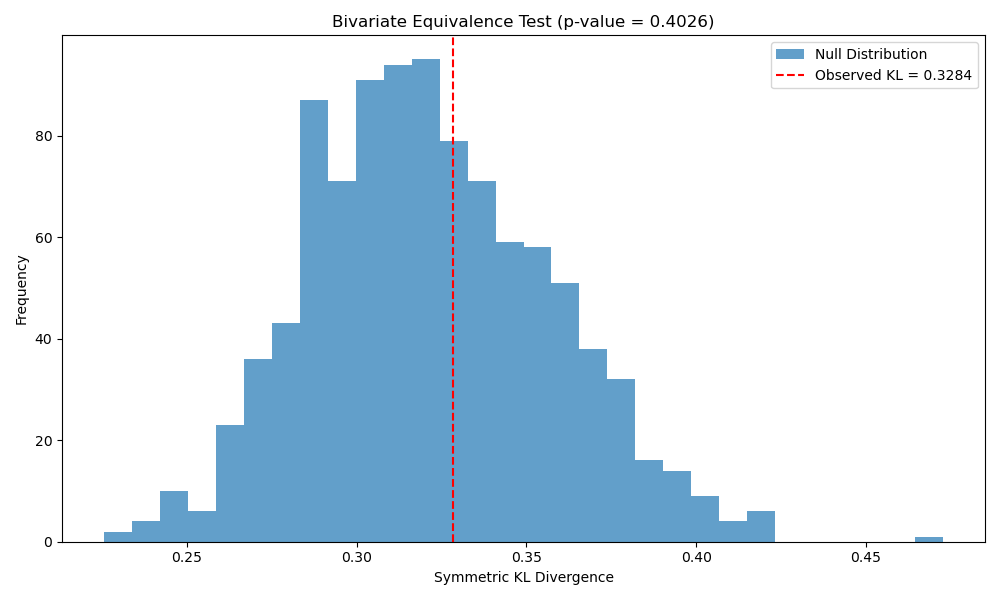 Bivariate Equivalence Test (p-value = 0.4026)
Null Distribution
Observed KL = 0.3284
Frequency
80
60
40
20
0
0.25 0.30 0.35 0.40 0.45
Symmetric KL Divergence